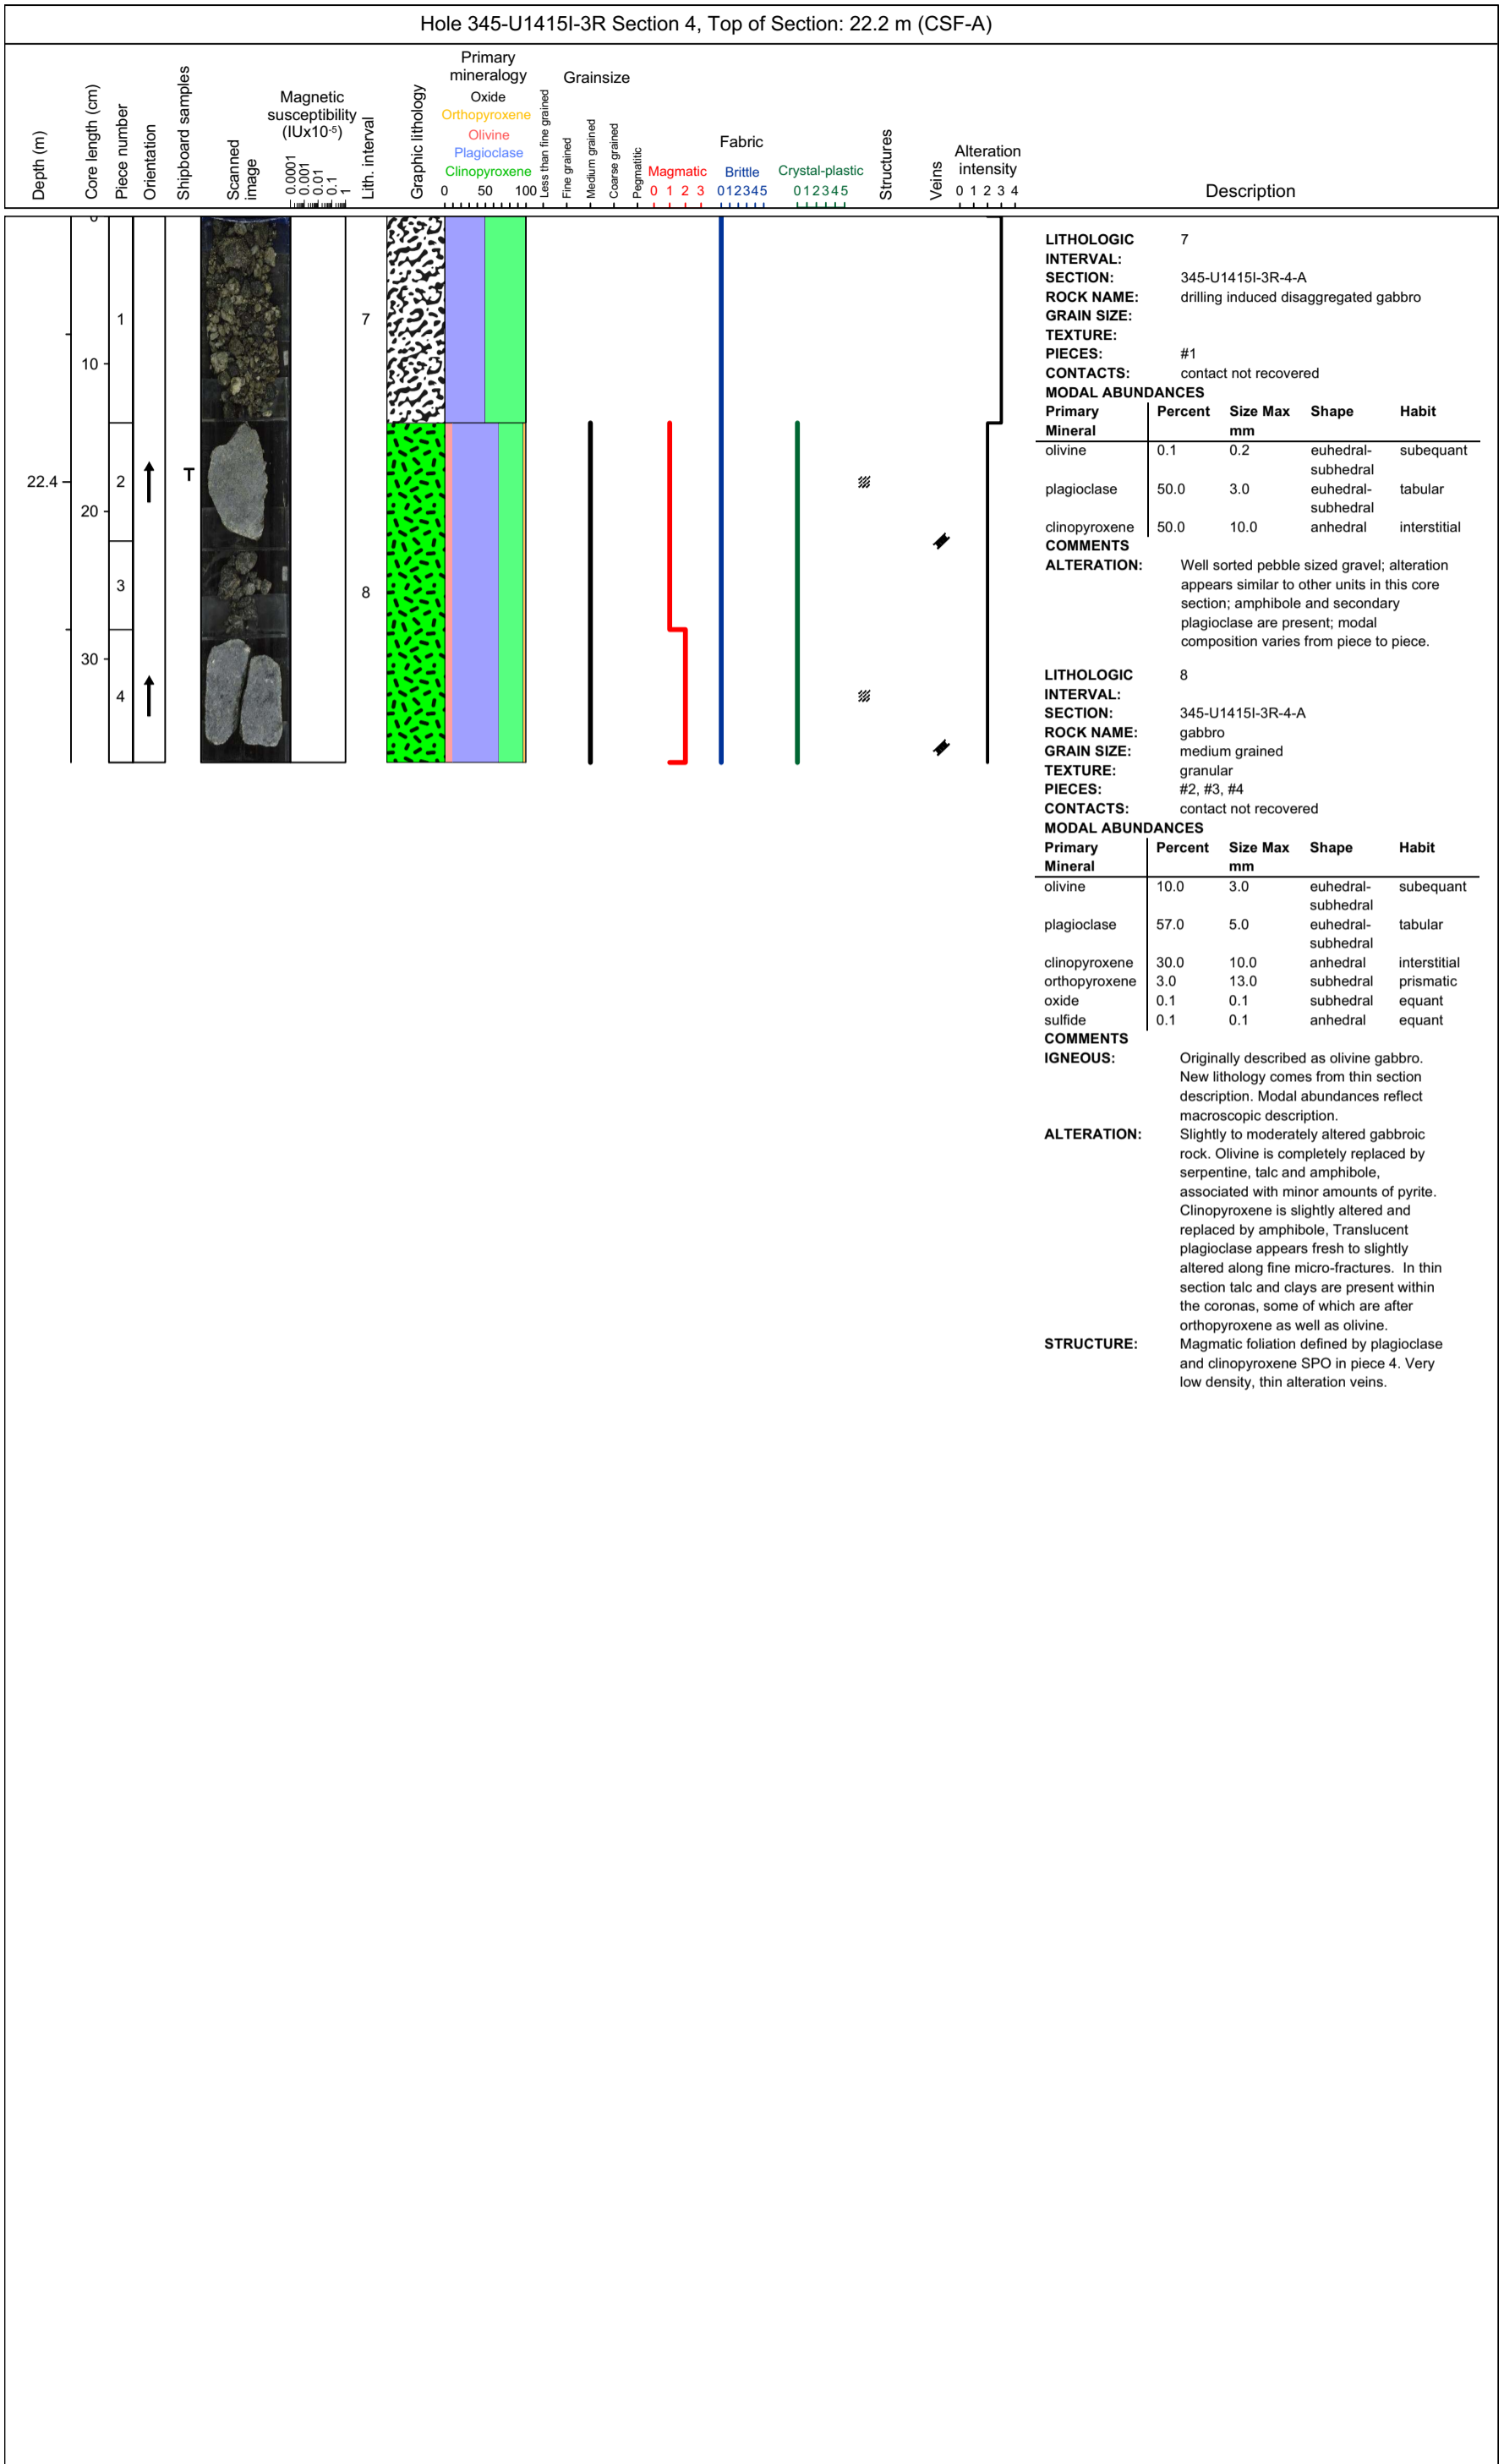 Hole 345-U1415I-3R Section 4, Top of Section: 22.2 m (CSF-A)
Depth (m)
Core length (cm)
Piece number
Orientation
Shipboard samples
Scanned
image
Magnetic
susceptibility
(IUx10-5)
0.0001
0.001
0.01
0.1
1
Lith. interval
Graphic lithology
Primary
mineralogy
Oxide
Orthopyroxene
Olivine
Plagioclase
Clinopyroxene
0 50 100
Grainsize
Less than fine grained
Fine grained
Medium grained
Coarse grained
Pegmatitic
Fabric
Magmatic Brittle Crystal-plastic
0 1 2 3 012345 012345
Structures
Veins
Alteration
intensity
0 1 2 3 4
Description
0
1
7
10
22.4
2
T
20
3
8
30
4
LITHOLOGIC 7
INTERVAL:
SECTION: 345-U1415I-3R-4-A
ROCK NAME: drilling induced disaggregated gabbro
GRAIN SIZE:
TEXTURE:
PIECES: #1
CONTACTS: contact not recovered
MODAL ABUNDANCES
Primary Percent Size Max Shape Habit
Mineral mm
olivine 0.1 0.2 euhedral- subequant
subhedral
plagioclase 50.0 3.0 euhedral- tabular
subhedral
clinopyroxene 50.0 10.0 anhedral interstitial
COMMENTS
ALTERATION: Well sorted pebble sized gravel; alteration
appears similar to other units in this core
section; amphibole and secondary
plagioclase are present; modal
composition varies from piece to piece.
LITHOLOGIC 8
INTERVAL:
SECTION: 345-U1415I-3R-4-A
ROCK NAME: gabbro
GRAIN SIZE: medium grained
TEXTURE: granular
PIECES: #2, #3, #4
CONTACTS: contact not recovered
MODAL ABUNDANCES
Primary Percent Size Max Shape Habit
Mineral mm
olivine 10.0 3.0 euhedral- subequant
subhedral
plagioclase 57.0 5.0 euhedral- tabular
subhedral
clinopyroxene 30.0 10.0 anhedral interstitial
orthopyroxene 3.0 13.0 subhedral prismatic
oxide 0.1 0.1 subhedral equant
sulfide 0.1 0.1 anhedral equant
COMMENTS
IGNEOUS: Originally described as olivine gabbro.
New lithology comes from thin section
description. Modal abundances reflect
macroscopic description.
ALTERATION: Slightly to moderately altered gabbroic
rock. Olivine is completely replaced by
serpentine, talc and amphibole,
associated with minor amounts of pyrite.
Clinopyroxene is slightly altered and
replaced by amphibole, Translucent
plagioclase appears fresh to slightly
altered along fine micro-fractures. In thin
section talc and clays are present within
the coronas, some of which are after
orthopyroxene as well as olivine.
STRUCTURE: Magmatic foliation defined by plagioclase
and clinopyroxene SPO in piece 4. Very
low density, thin alteration veins.